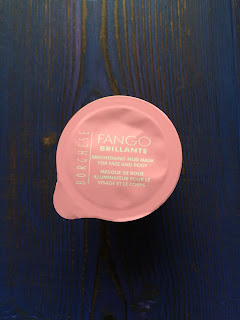 BORGHESE
FANGO
BRILLANTE
BRIGHTENING MUD MASK
FOR FACE AND BODY
MASQUE DE BOUE
ILLUMINATEUR POUR LE
VISAGE ET LE CORPS